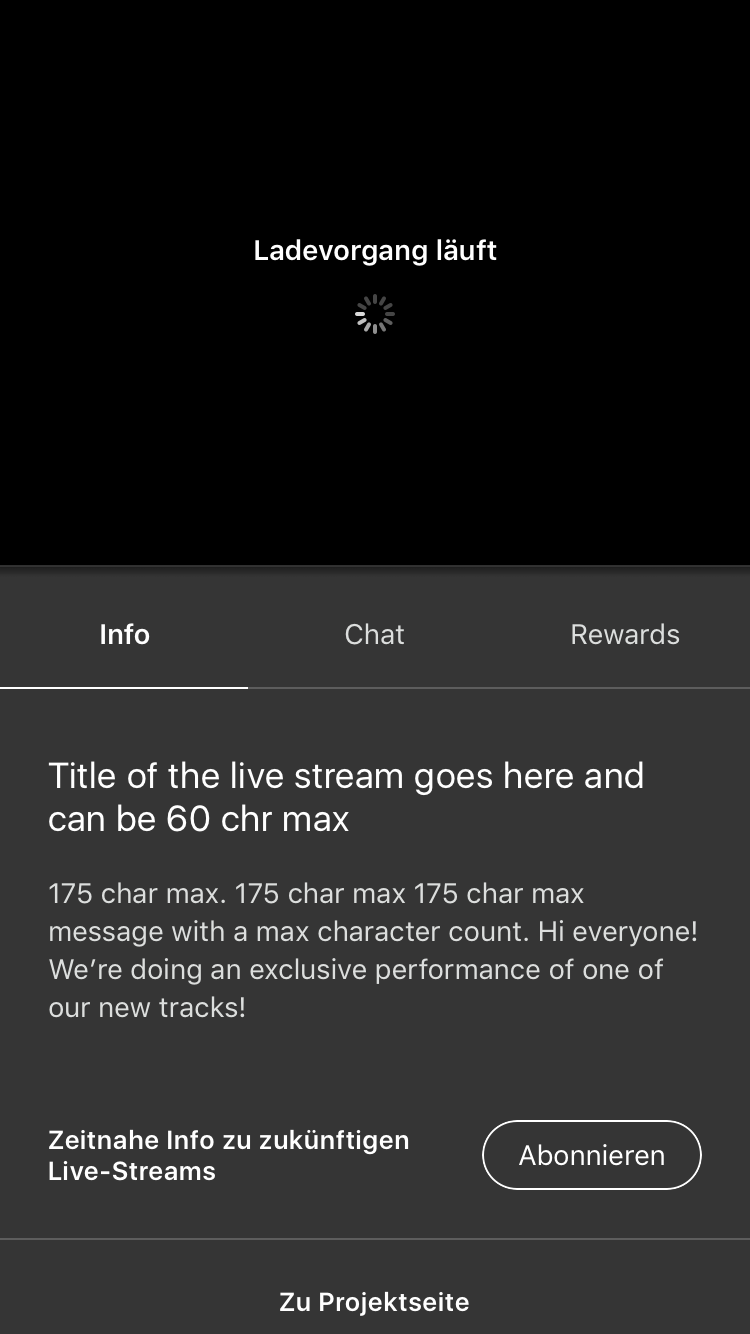 Ladevorgang läuft
Info Chat Rewards
Title of the live stream goes here and
can be 60 chr max
175 char max. 175 char max 175 char max
message with a max character count. Hi everyone!
We’re doing an exclusive performance of one of
our new tracks!
Zeitnahe Info zu zukünftigen
Live-Streams
Abonnieren
Zu Projektseite